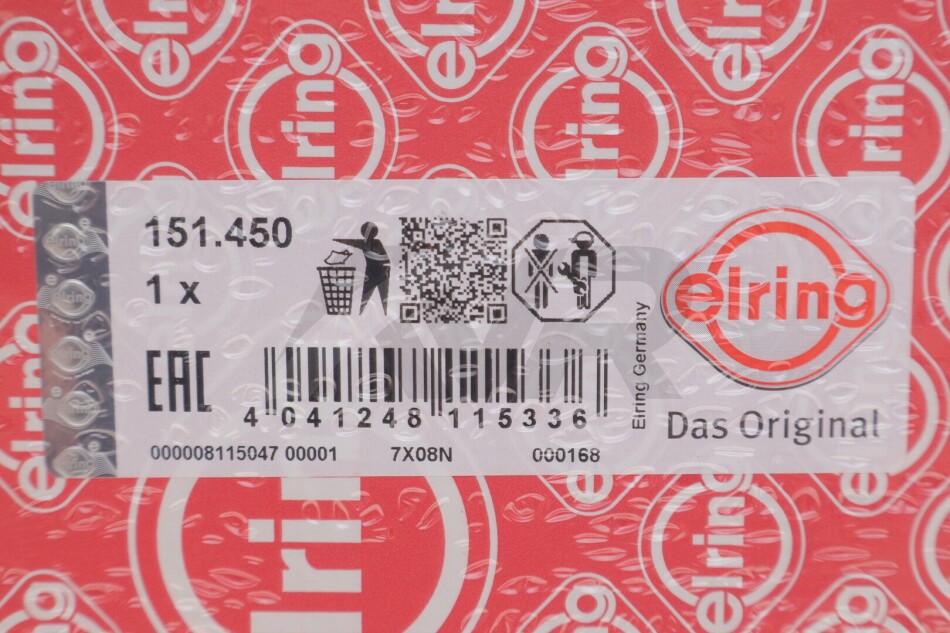 151.450
1 x
EAC
4 041248 115336
000008115047 00001 7X08N 000168
Elring Germany
elring
Das Original